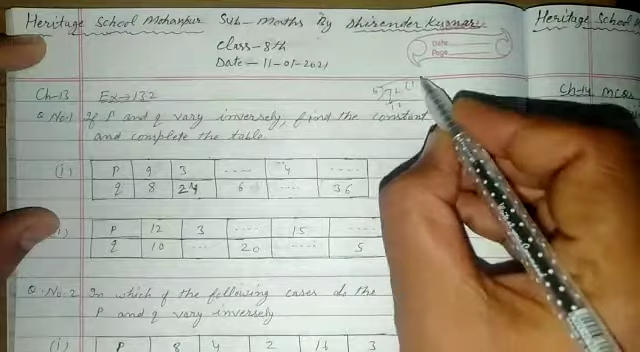 Heritage School Mohanpur Sub-Maths By Dhirender Kumar Heritage School
Class-8th
Date
Page
Date-11-01-2021
Ch-13 Ex→13.2 Ch-14 MCQs
Q.No.1 If P and q vary inversely, find the constant
and complete the table
(i) P 9 3 ..... 4 .....
q 8 24 6 ..... 36
P 12 3 ..... 15 .....
q 10 ... 20 ..... 5
Q.No.2 In which of the following cases do the
P and q vary inversely
(i) P 8 4 2 16 3